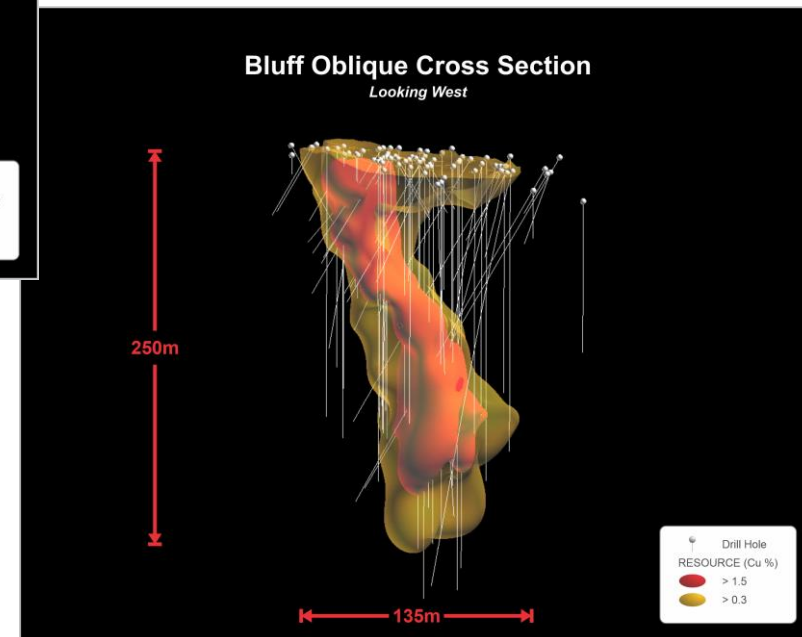 Bluff Oblique Cross Section
Looking West
250m
135m
Drill Hole
RESOURCE (Cu %)
> 1.5
> 0.3